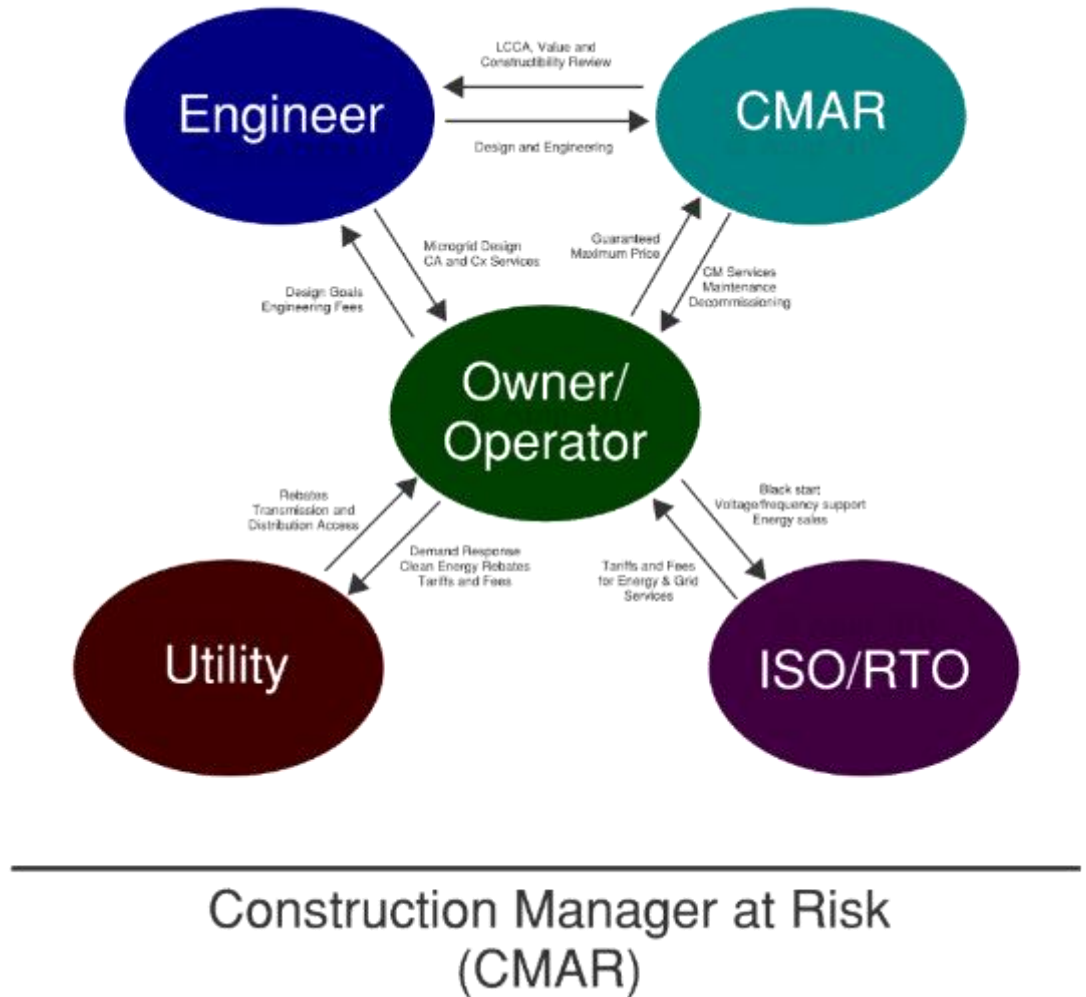 LCCA, Value and
Constructibility Review
Engineer
CMAR
Design and Engineering
Microgrid Design
CA and Cx Services
Guaranteed
Maximum Price
CM Services
Maintenance
Decommissioning
Design Goals
Engineering Fees
Owner/
Operator
Rebates
Transmission and
Distribution Access
Black start
Voltage/frequency support
Energy sales
Demand Response
Clean Energy Rebates
Tariffs and Fees
Tariffs and Fees
for Energy & Grid
Services
Utility
ISO/RTO
Construction Manager at Risk
(CMAR)